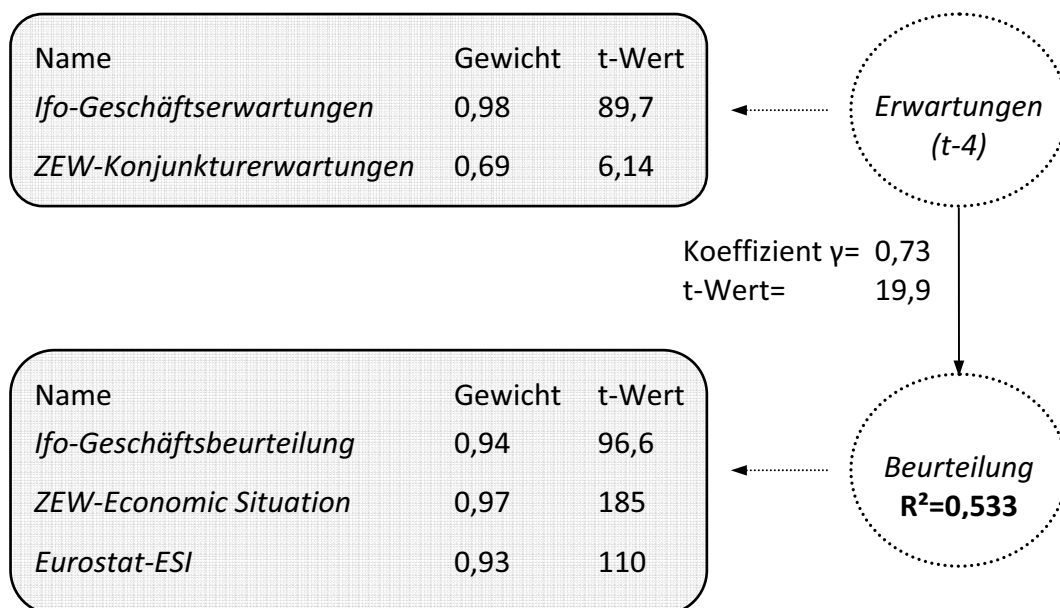 Name Gewicht t-Wert
Ifo-Geschäftserwartungen 0,98 89,7
ZEW-Konjunkturerwartungen 0,69 6,14
Erwartungen
(t-4)
Koeffizient γ= 0,73
t-Wert= 19,9
Name Gewicht t-Wert
Ifo-Geschäftsbeurteilung 0,94 96,6
ZEW-Economic Situation 0,97 185
Eurostat-ESI 0,93 110
Beurteilung
R²=0,533